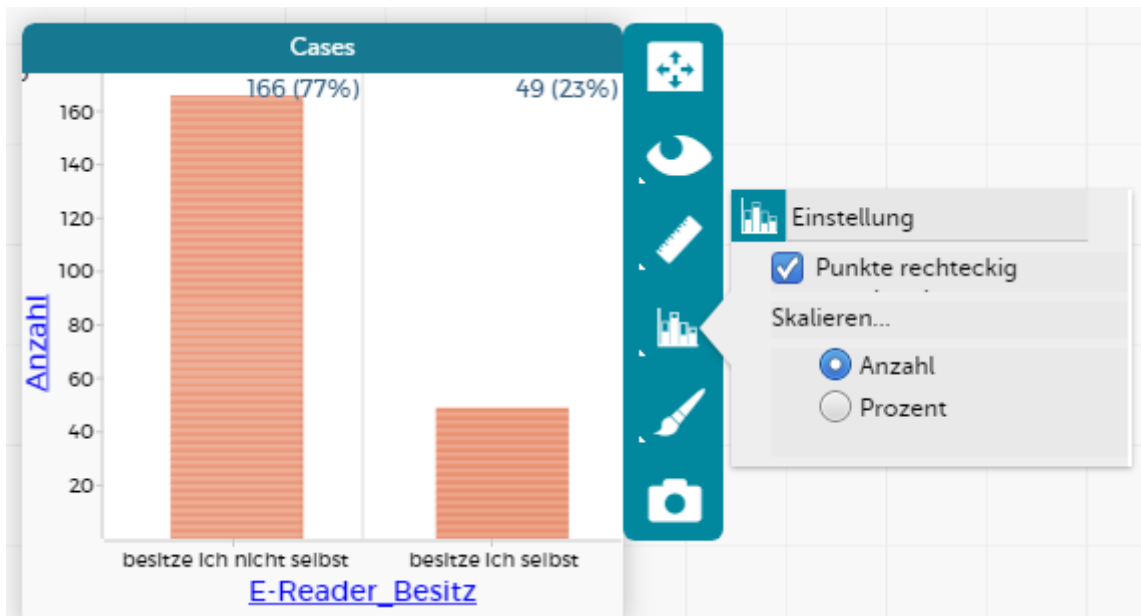 Cases
166 (77%)
49 (23%)
160
140
120
100
80
60
40
20
Anzahl
besitze ich nicht selbst
besitze ich selbst
E-Reader_Besitz
Einstellung
Punkte rechteckig
Skalieren...
Anzahl
Prozent